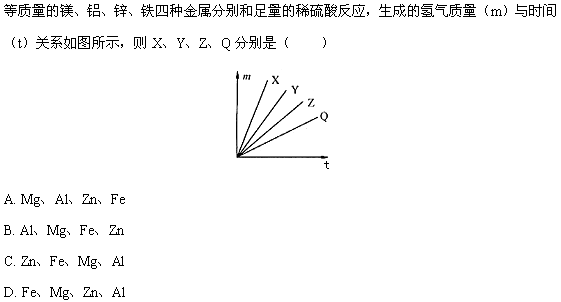 等质量的镁、铝、锌、铁四种金属分别和足量的稀硫酸反应，生成的氢气质量（m）与时间
（t）关系如图所示，则 X、Y、Z、Q 分别是（　　）
m
X
Y
Z
Q
t
A. Mg、Al、Zn、Fe
B. Al、Mg、Fe、Zn
C. Zn、Fe、Mg、Al
D. Fe、Mg、Zn、Al